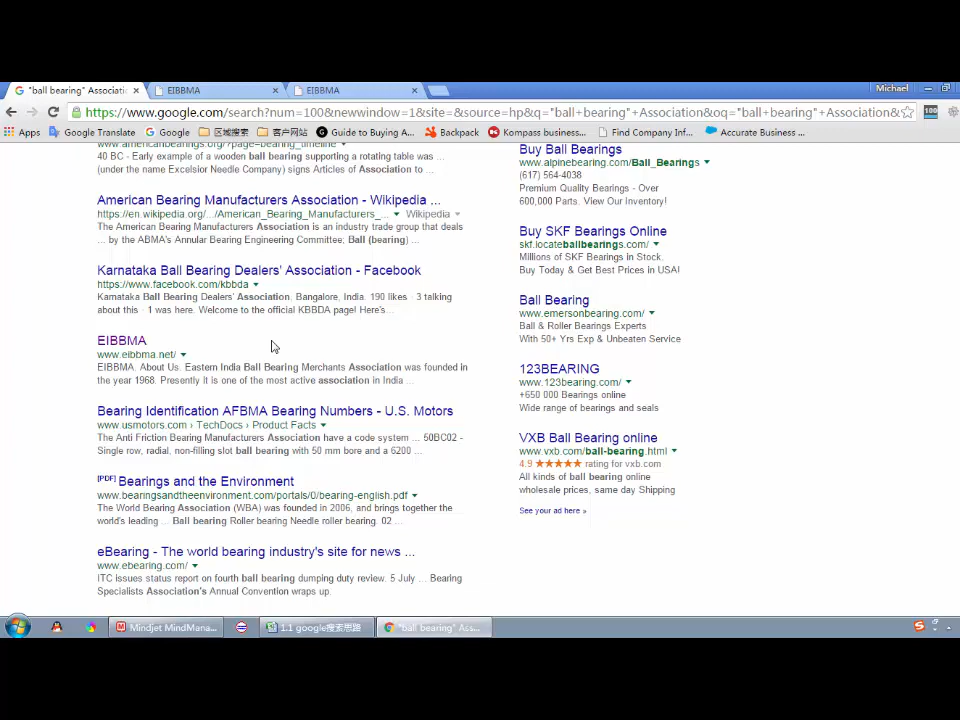 "ball bearing" Associati
EIBBMA
EIBBMA
Michael
https://www.google.com/search?num=100&newwindow=1&site=&source=hp&q="ball+bearing"+Association&oq="ball+bearing"+Association&
100
Apps
Google Translate
Google
区域搜索
客户网站
Guide to Buying A...
Backpack
Kompass business...
Find Company Inf...
Accurate Business ...
www.americanbearings.org/?page=bearing_timeline
40 BC - Early example of a wooden ball bearing supporting a rotating table was ...
(under the name Excelsior Needle Company) signs Articles of Association to ...
American Bearing Manufacturers Association - Wikipedia ...
https://en.wikipedia.org/.../American_Bearing_Manufacturers_... Wikipedia
The American Bearing Manufacturers Association is an industry trade group that deals
... by the ABMA's Annular Bearing Engineering Committee; Ball (bearing) ...
Karnataka Ball Bearing Dealers' Association - Facebook
https://www.facebook.com/kbbda
Karnataka Ball Bearing Dealers' Association, Bangalore, India. 190 likes · 3 talking
about this · 1 was here. Welcome to the official KBBDA page! Here's...
EIBBMA
www.eibbma.net/
EIBBMA. About Us. Eastern India Ball Bearing Merchants Association was founded in
the year 1968. Presently it is one of the most active association in India ...
Bearing Identification AFBMA Bearing Numbers - U.S. Motors
www.usmotors.com › TechDocs › Product Facts
The Anti Friction Bearing Manufacturers Association have a code system ... 50BC02 -
Single row, radial, non-filling slot ball bearing with 50 mm bore and a 6200 ...
[PDF] Bearings and the Environment
www.bearingsandtheenvironment.com/portals/0/bearing-english.pdf
The World Bearing Association (WBA) was founded in 2006, and brings together the
world's leading ... Ball bearing Roller bearing Needle roller bearing. 02 ...
eBearing - The world bearing industry's site for news ...
www.ebearing.com/
ITC issues status report on fourth ball bearing dumping duty review. 5 July ... Bearing
Specialists Association's Annual Convention wraps up.
Buy Ball Bearings
www.alpinebearing.com/Ball_Bearings
(617) 564-4038
Premium Quality Bearings - Over
600,000 Parts. View Our Inventory!
Buy SKF Bearings Online
skf.locateballbearings.com/
Millions of SKF Bearings in Stock.
Buy Today & Get Best Prices in USA!
Ball Bearing
www.emersonbearing.com/
Ball & Roller Bearings Experts
With 50+ Yrs Exp & Unbeaten Service
123BEARING
www.123bearing.com/
+650 000 Bearings online
Wide range of bearings and seals
VXB Ball Bearing online
www.vxb.com/ball-bearing.html
4.9 ★★★★★ rating for vxb.com
All kinds of ball bearing online
wholesale prices, same day Shipping
See your ad here »
Mindjet MindMana...
1.1 google搜索思路
"ball bearing" Ass...